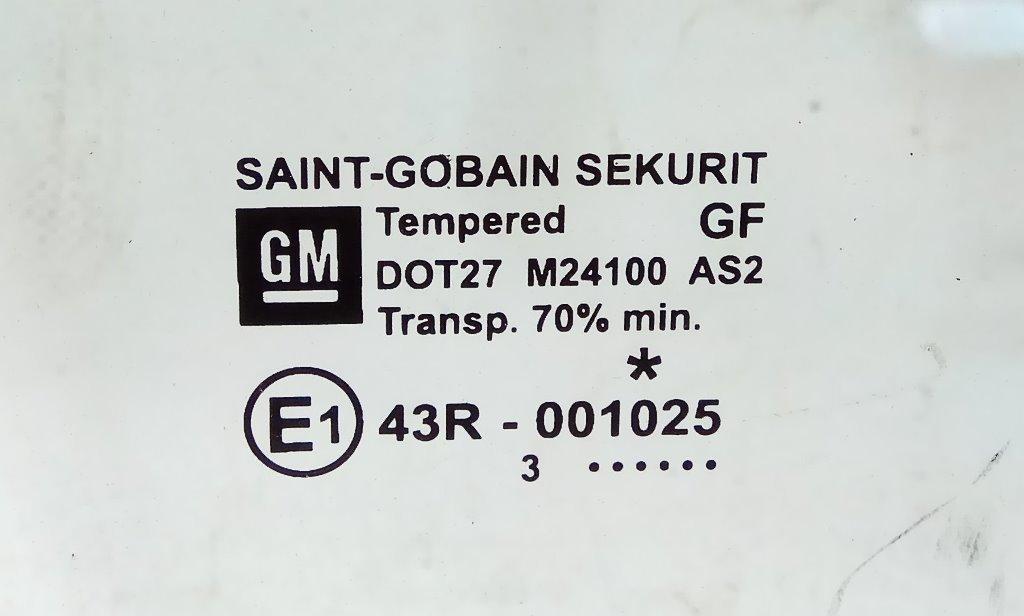 SAINT-GOBAIN SEKURIT
GM
Tempered GF
DOT27 M24100 AS2
Transp. 70% min.
*
E1 43R - 001025
3 ......